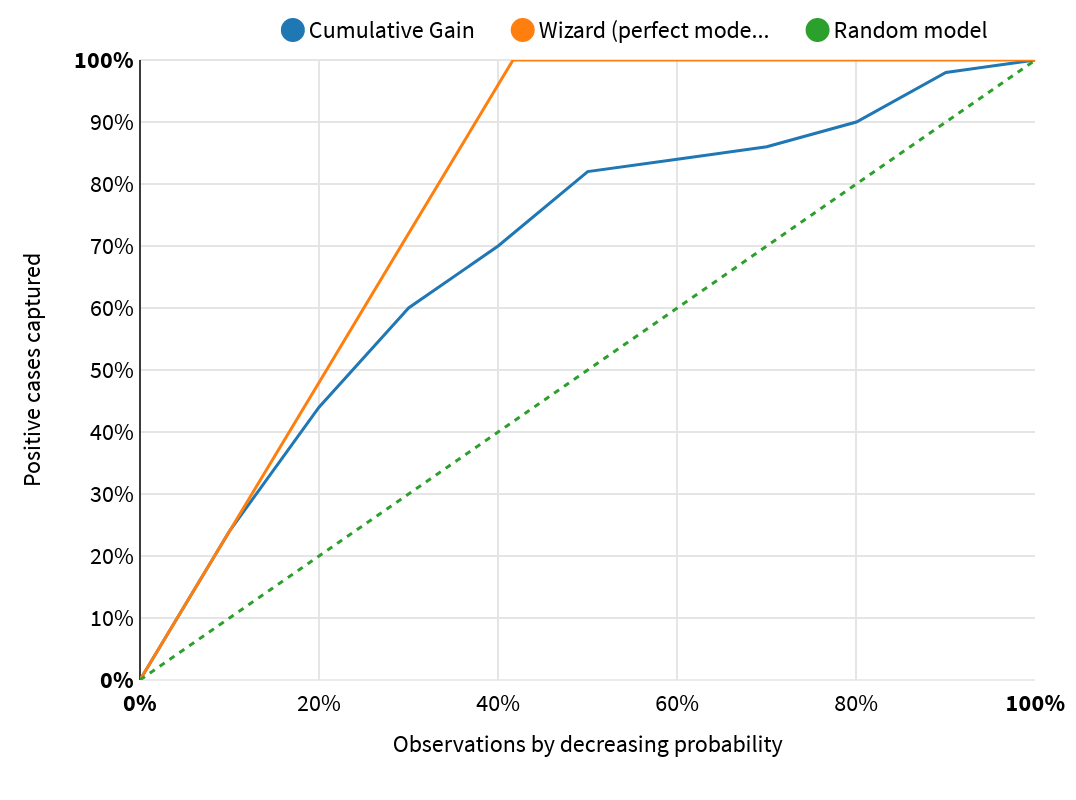 Cumulative Gain Wizard (perfect mode... Random model
100%
90%
80%
70%
60%
50%
40%
30%
20%
10%
0%
Positive cases captured
0% 20% 40% 60% 80% 100%
Observations by decreasing probability